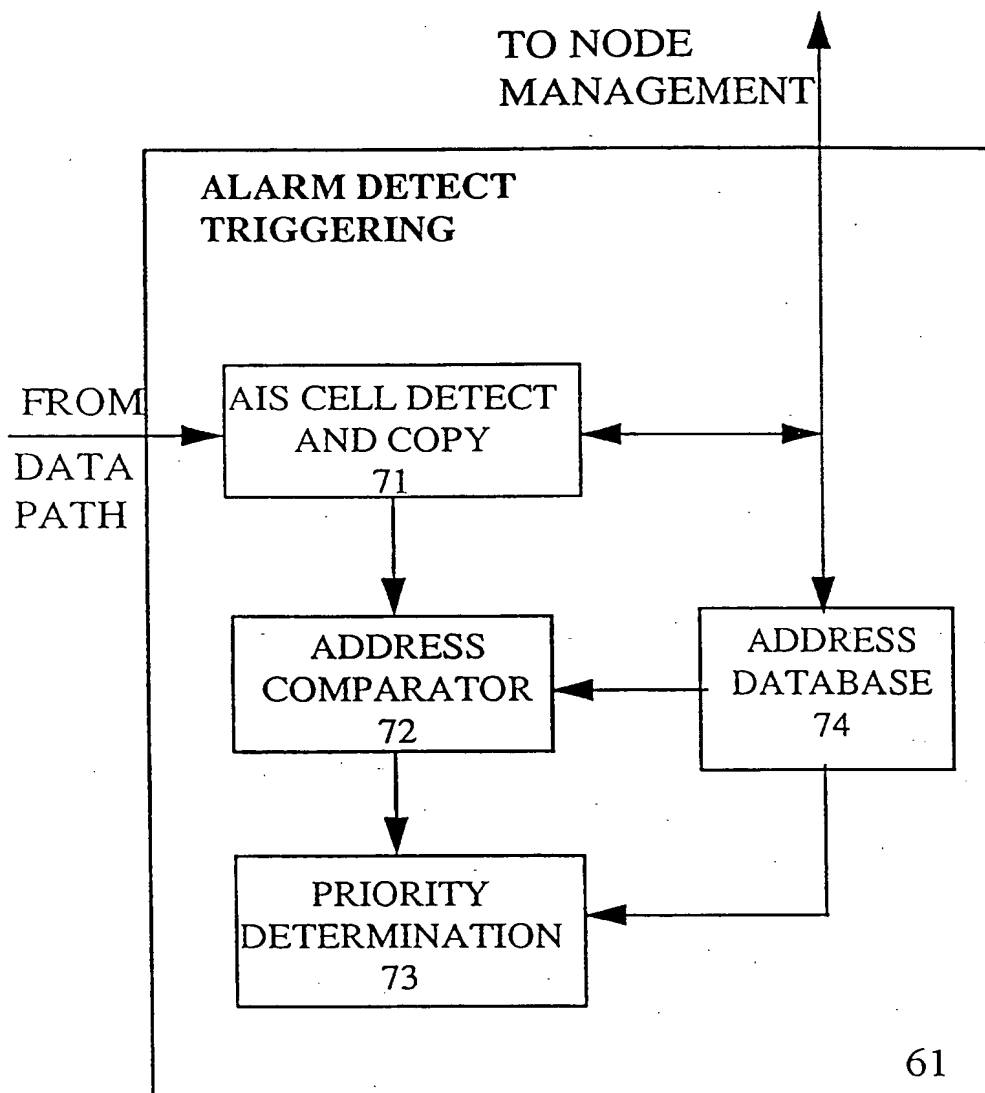 TO NODE
MANAGEMENT
ALARM DETECT
TRIGGERING
FROM
DATA
PATH
AIS CELL DETECT
AND COPY
71
ADDRESS
COMPARATOR
72
ADDRESS
DATABASE
74
PRIORITY
DETERMINATION
73
61